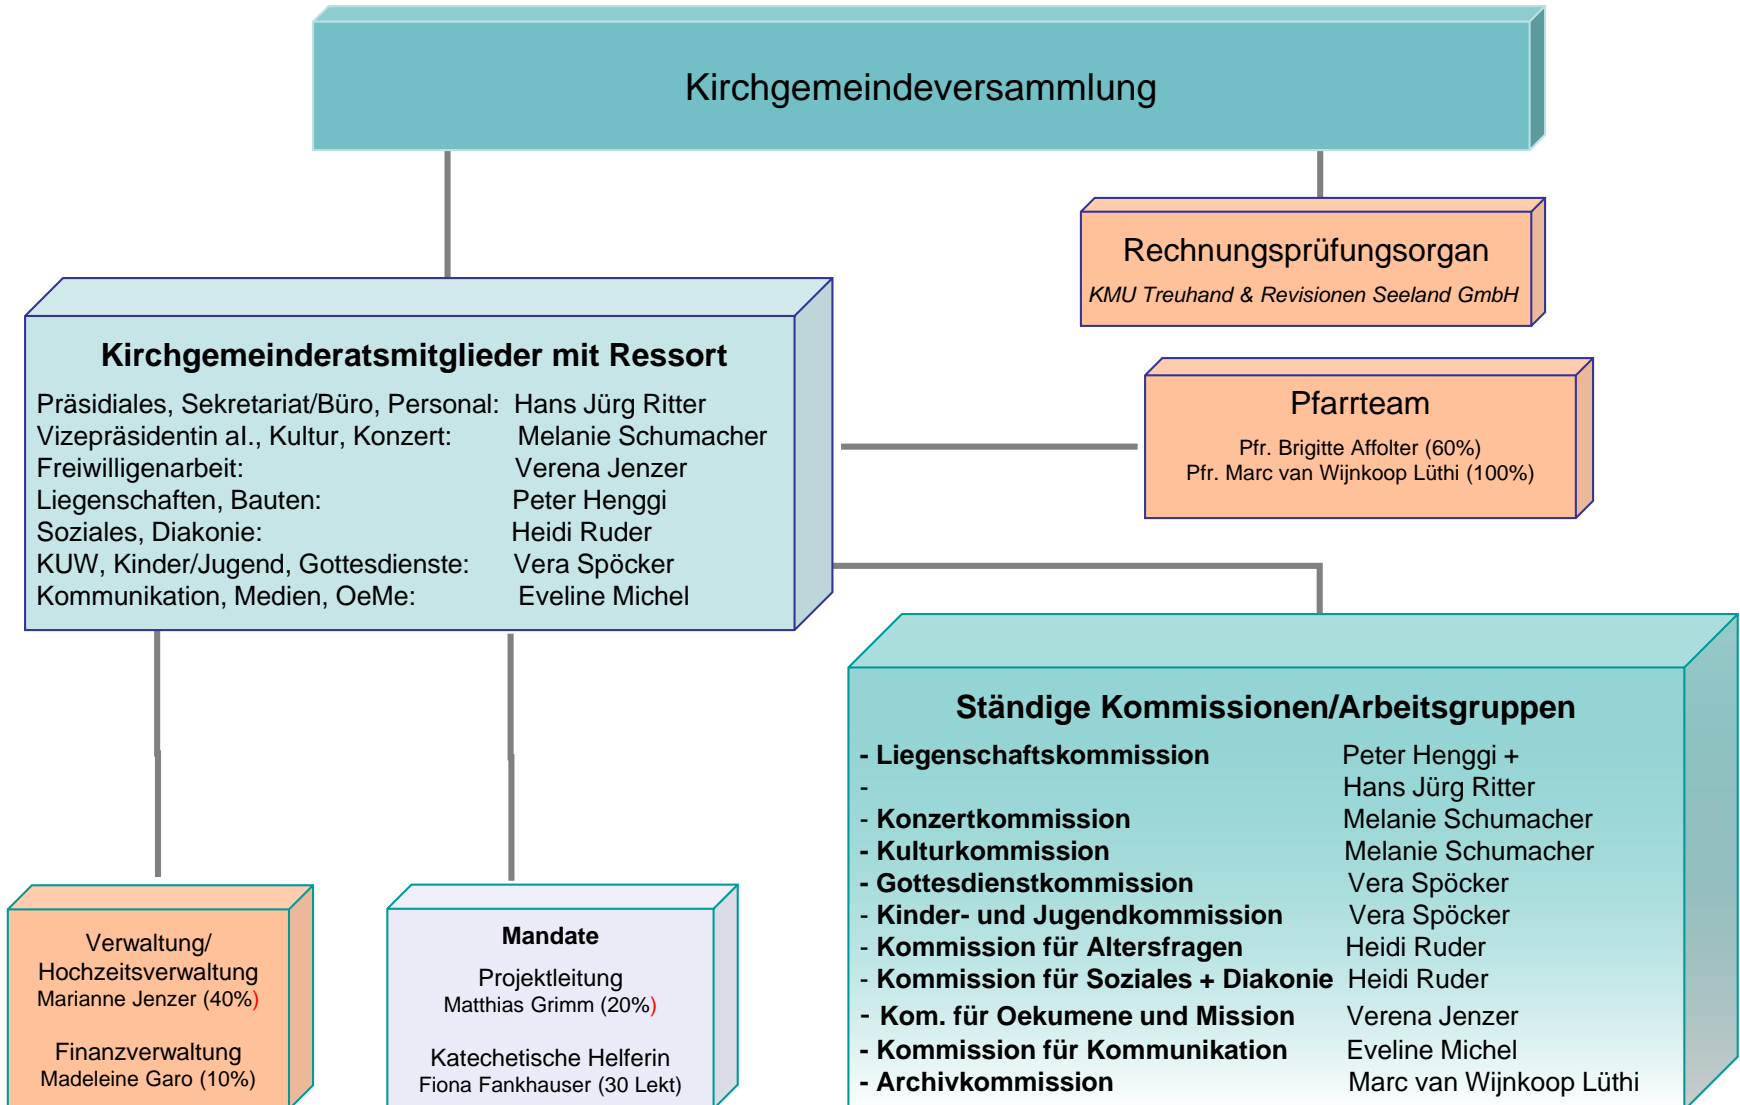 Kirchgemeindeversammlung
Rechnungsprüfungsorgan
KMU Treuhand & Revisionen Seeland GmbH
Kirchgemeinderatsmitglieder mit Ressort
Präsidiales, Sekretariat/Büro, Personal: Hans Jürg Ritter
Vizepräsidentin aI., Kultur, Konzert: Melanie Schumacher
Freiwilligenarbeit: Verena Jenzer
Liegenschaften, Bauten: Peter Henggi
Soziales, Diakonie: Heidi Ruder
KUW, Kinder/Jugend, Gottesdienste: Vera Spöcker
Kommunikation, Medien, OeMe: Eveline Michel
Pfarrteam
Pfr. Brigitte Affolter (60%)
Pfr. Marc van Wijnkoop Lüthi (100%)
Ständige Kommissionen/Arbeitsgruppen
- Liegenschaftskommission Peter Henggi +
- Hans Jürg Ritter
- Konzertkommission Melanie Schumacher
- Kulturkommission Melanie Schumacher
- Gottesdienstkommission Vera Spöcker
- Kinder- und Jugendkommission Vera Spöcker
- Kommission für Altersfragen Heidi Ruder
- Kommission für Soziales + Diakonie Heidi Ruder
- Kom. für Oekumene und Mission Verena Jenzer
- Kommission für Kommunikation Eveline Michel
- Archivkommission Marc van Wijnkoop Lüthi
Verwaltung/
Hochzeitsverwaltung
Marianne Jenzer (40%)
Finanzverwaltung
Madeleine Garo (10%)
Mandate
Projektleitung
Matthias Grimm (20%)
Katechetische Helferin
Fiona Fankhauser (30 Lekt)